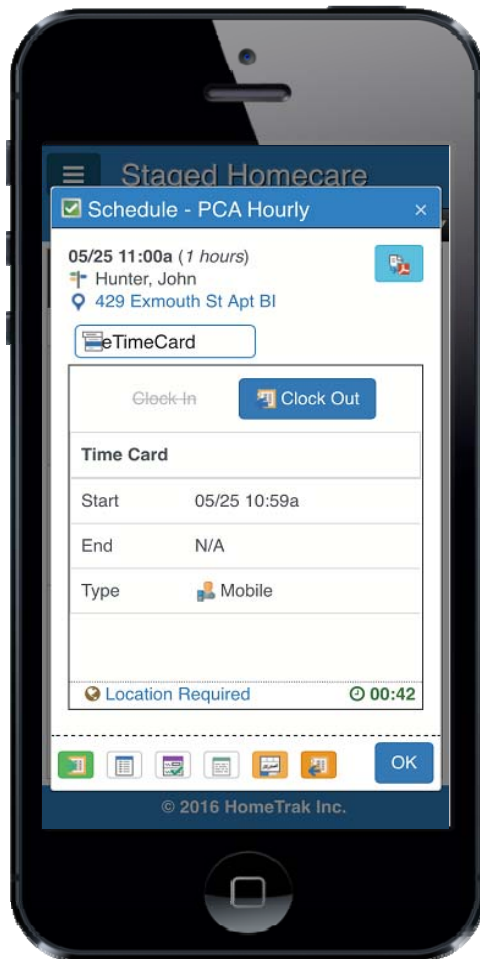 Staged Homecare
Schedule - PCA Hourly ×
05/25 11:00a (1 hours)
Hunter, John
429 Exmouth St Apt BI
eTimeCard
Clock In Clock Out
Time Card
Start 05/25 10:59a
End N/A
Type Mobile
Location Required 00:42
OK
© 2016 HomeTrak Inc.